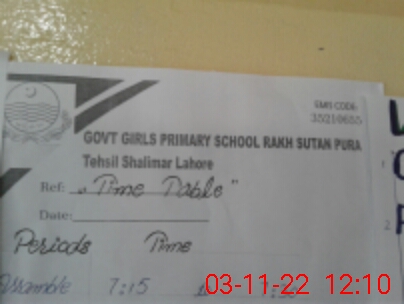 EMIS CODE
35210655
GOVT GIRLS PRIMARY SCHOOL RAKH SUTAN PURA
Tehsil Shalimar Lahore
Ref: "Time Table"
Date:
Periods Time
Assamble 7:15
03-11-22 12:10